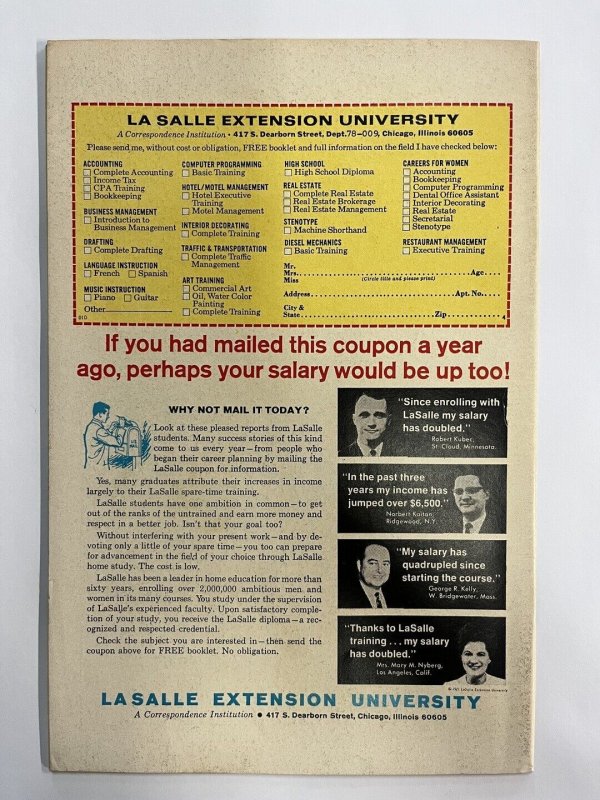 LA SALLE EXTENSION UNIVERSITY
A Correspondence Institution • 417 S. Dearborn Street, Dept. 78-009, Chicago, Illinois 60605
Please send me, without cost or obligation, FREE booklet and full information on the field I have checked below:
ACCOUNTING
Complete Accounting
Income Tax
CPA Training
Bookkeeping
BUSINESS MANAGEMENT
Introduction to
Business Management
DRAFTING
Complete Drafting
LANGUAGE INSTRUCTION
French Spanish
MUSIC INSTRUCTION
Piano Guitar
Other
COMPUTER PROGRAMMING
Basic Training
HOTEL/MOTEL MANAGEMENT
Hotel Executive
Training
Motel Management
INTERIOR DECORATING
Complete Training
TRAFFIC & TRANSPORTATION
Complete Traffic
Management
ART TRAINING
Commercial Art
Oil, Water Color
Painting
Complete Training
HIGH SCHOOL
High School Diploma
REAL ESTATE
Complete Real Estate
Real Estate Brokerage
Real Estate Management
STENOTYPE
Machine Shorthand
DIESEL MECHANICS
Basic Training
CAREERS FOR WOMEN
Accounting
Bookkeeping
Computer Programming
Dental Office Assistant
Interior Decorating
Real Estate
Secretarial
Stenotype
RESTAURANT MANAGEMENT
Executive Training
Mr.
Mrs. Age
Miss (Circle title and please print)
Address Apt. No.
City &
State Zip
4
If you had mailed this coupon a year
ago, perhaps your salary would be up too!
WHY NOT MAIL IT TODAY?
Look at these pleased reports from LaSalle
students. Many success stories of this kind
come to us every year—from people who
began their career planning by mailing the
LaSalle coupon for information.
Yes, many graduates attribute their increases in income
largely to their LaSalle spare-time training.
LaSalle students have one ambition in common—to get
out of the ranks of the untrained and earn more money and
respect in a better job. Isn't that your goal too?
Without interfering with your present work—and by de-
voting only a little of your spare time—you too can prepare
for advancement in the field of your choice through LaSalle
home study. The cost is low.
LaSalle has been a leader in home education for more than
sixty years, enrolling over 2,000,000 ambitious men and
women in its many courses. You study under the supervision
of LaSalle's experienced faculty. Upon satisfactory comple-
tion of your study, you receive the LaSalle diploma—a rec-
ognized and respected credential.
Check the subject you are interested in—then send the
coupon above for FREE booklet. No obligation.
"Since enrolling with
LaSalle my salary
has doubled."
Robert Kuber,
St. Cloud, Minnesota.
"In the past three
years my income has
jumped over $6,500."
Norbert Kaitan,
Ridgewood, N.Y.
"My salary has
quadrupled since
starting the course."
George R. Kelly,
W. Bridgewater, Mass.
"Thanks to LaSalle
training . . . my salary
has doubled."
Mrs. Mary M. Nyberg,
Los Angeles, Calif.
LA SALLE EXTENSION UNIVERSITY
A Correspondence Institution • 417 S. Dearborn Street, Chicago, Illinois 60605